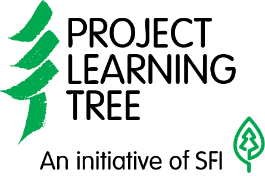 PROJECT
LEARNING
TREE
An initiative of SFI